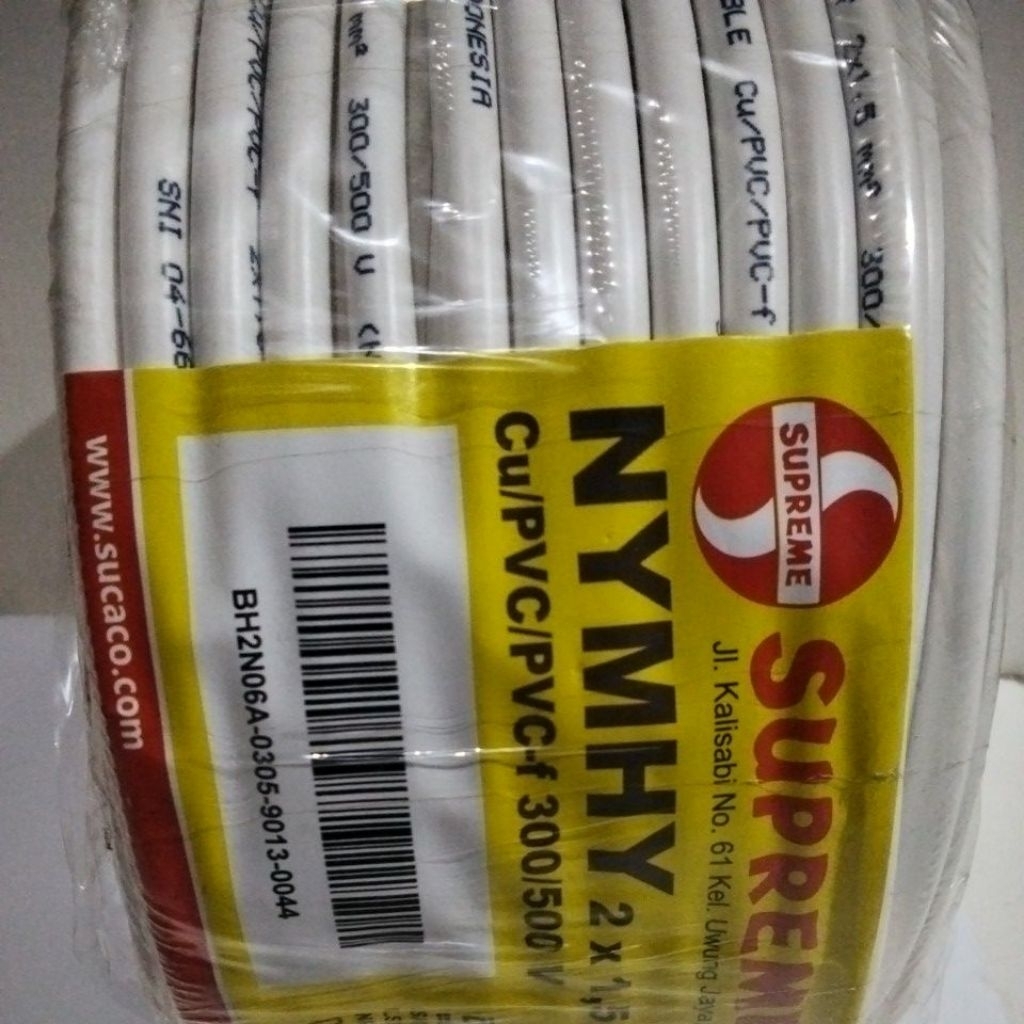 SNI 04-66
Cu/PVC/PVC-f
mm² 300/500 V
ONESIA
BLE Cu/PVC/PVC-f
2x1.5 mm² 300/
SUPREME
SUPREM
Jl. Kalisabi No. 61 Kel. Uwung Jaya
NYMHY 2 x 1,5
Cu/PVC/PVC-f 300/500 V
BH2N06A-0305-9013-0044
www.sucaco.com